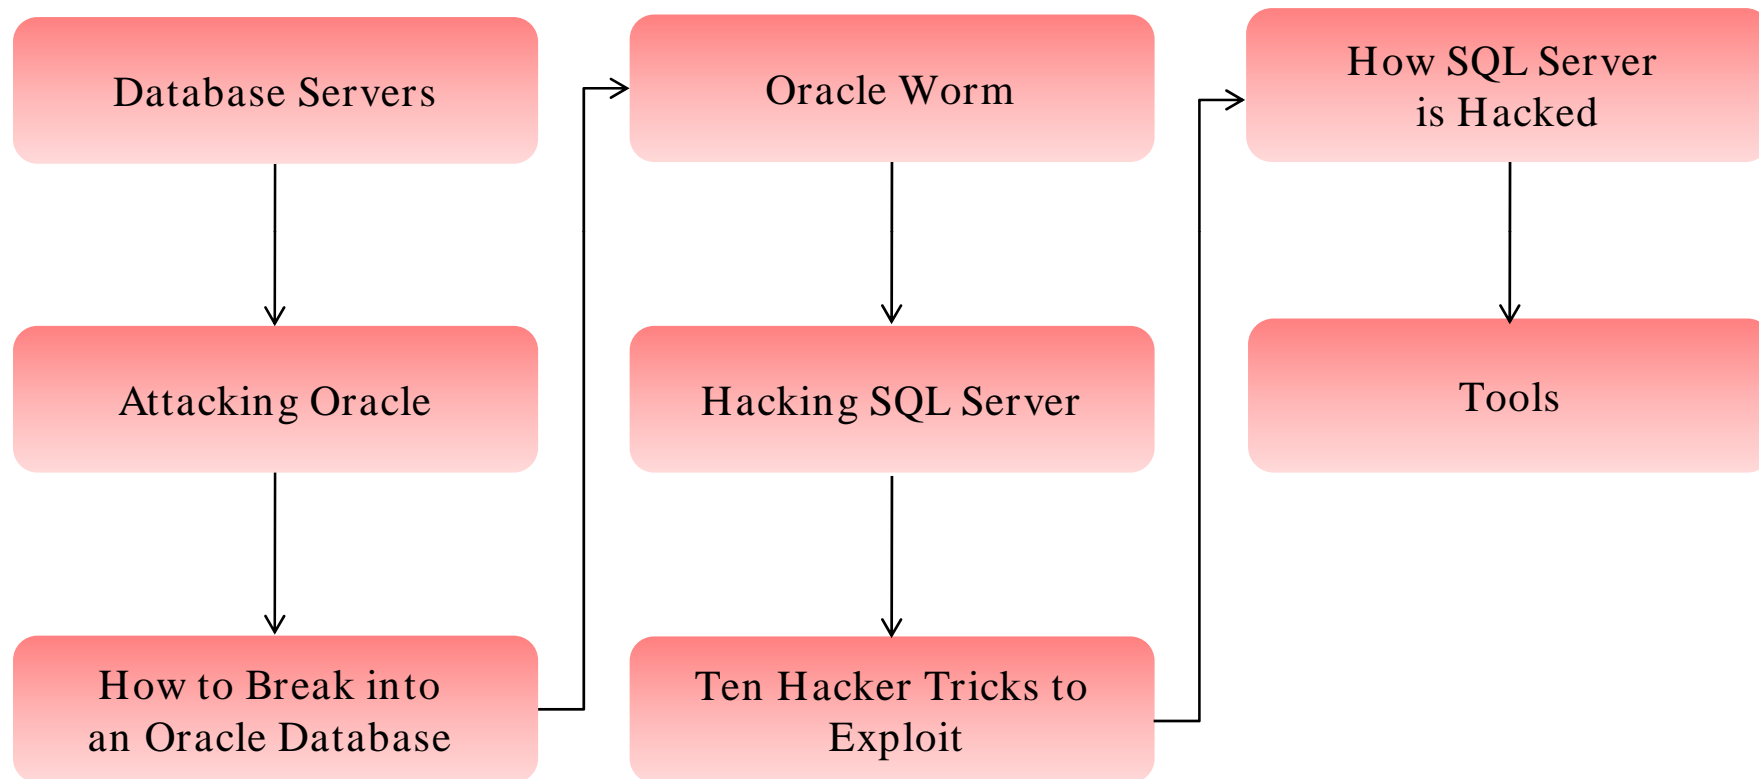 Database Servers
Attacking Oracle
How to Break into
an Oracle Database
Oracle Worm
Hacking SQL Server
Ten Hacker Tricks to
Exploit
How SQL Server
is Hacked
Tools